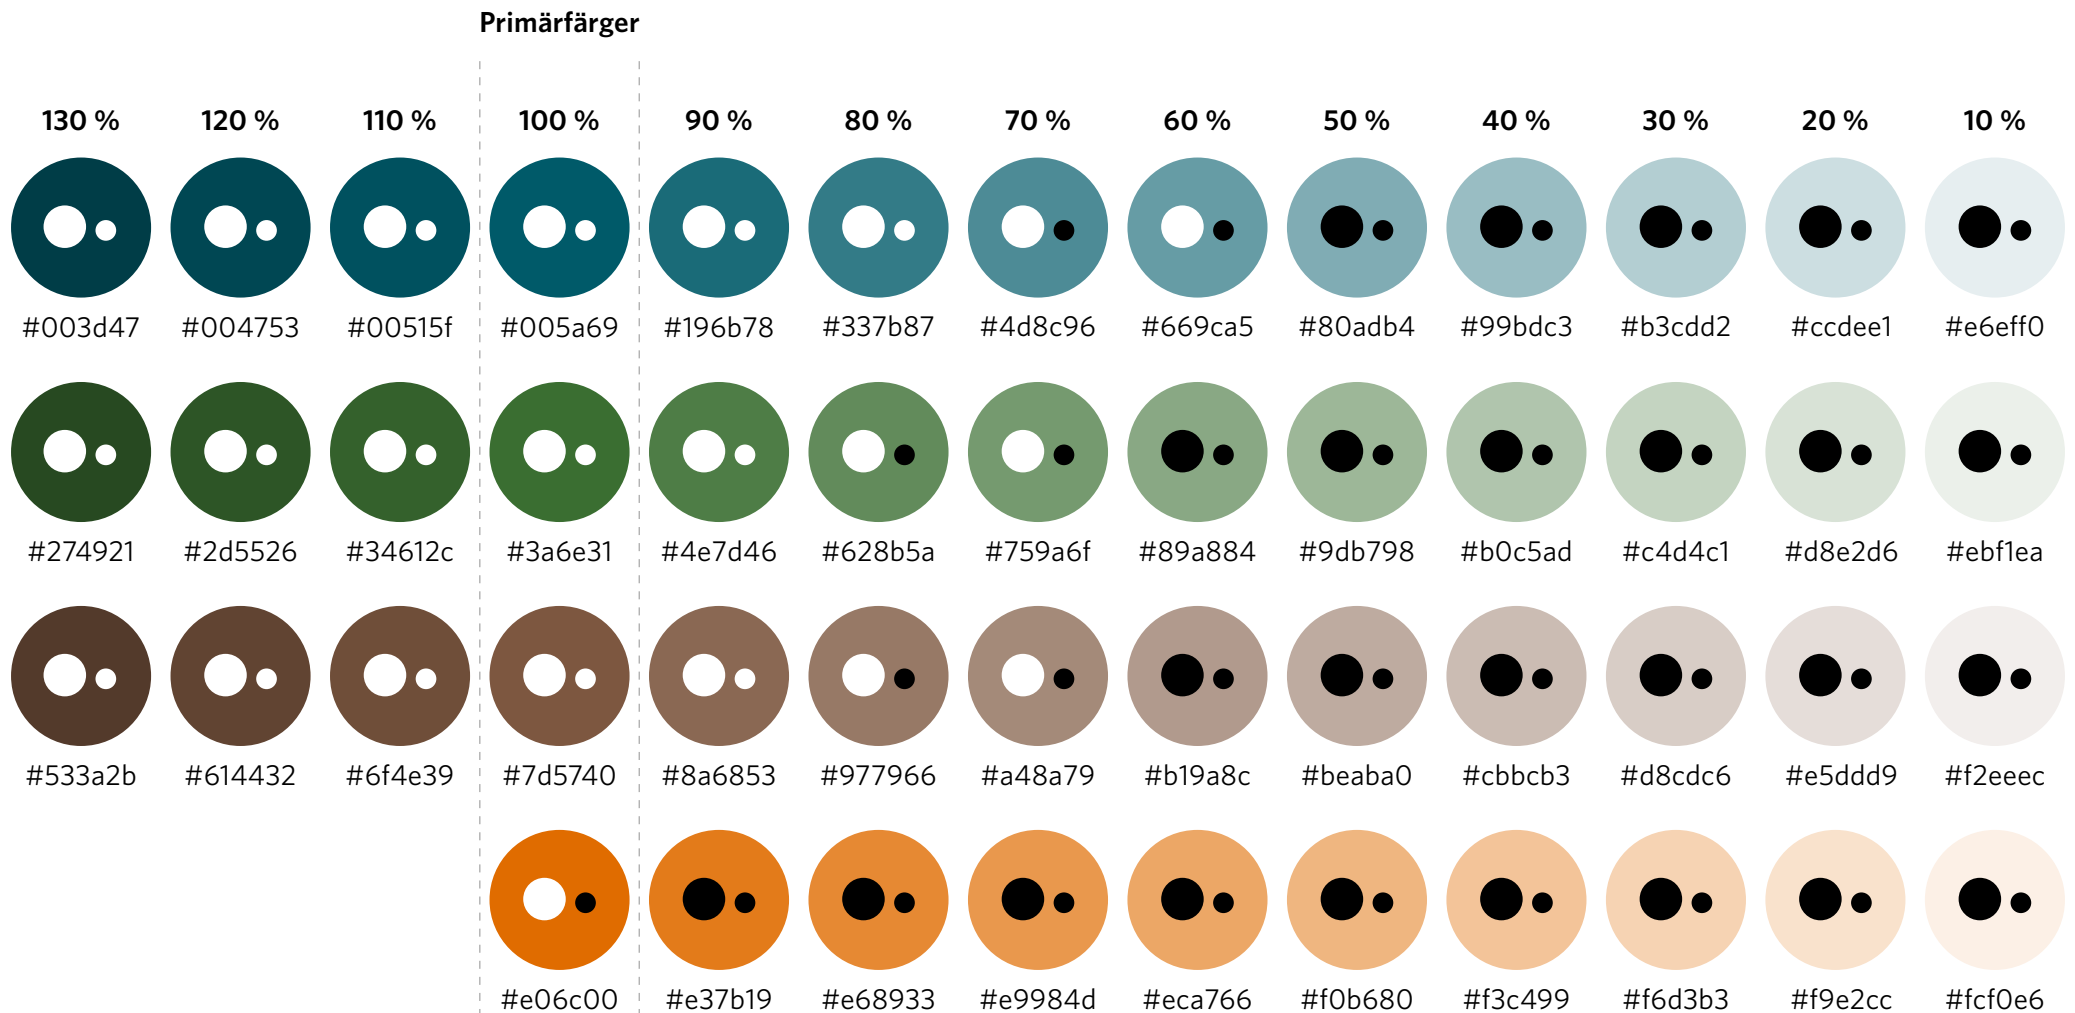 Primärfärger
130 % 120 % 110 % 100 % 90 % 80 % 70 % 60 % 50 % 40 % 30 % 20 % 10 %
#003d47 #004753 #00515f #005a69 #196b78 #337b87 #4d8c96 #669ca5 #80adb4 #99bdc3 #b3cdd2 #ccdee1 #e6eff0
#274921 #2d5526 #34612c #3a6e31 #4e7d46 #628b5a #759a6f #89a884 #9db798 #b0c5ad #c4d4c1 #d8e2d6 #ebf1ea
#533a2b #614432 #6f4e39 #7d5740 #8a6853 #977966 #a48a79 #b19a8c #beaba0 #cbbcb3 #d8cdc6 #e5ddd9 #f2eeec
#e06c00 #e37b19 #e68933 #e9984d #eca766 #f0b680 #f3c499 #f6d3b3 #f9e2cc #fcf0e6